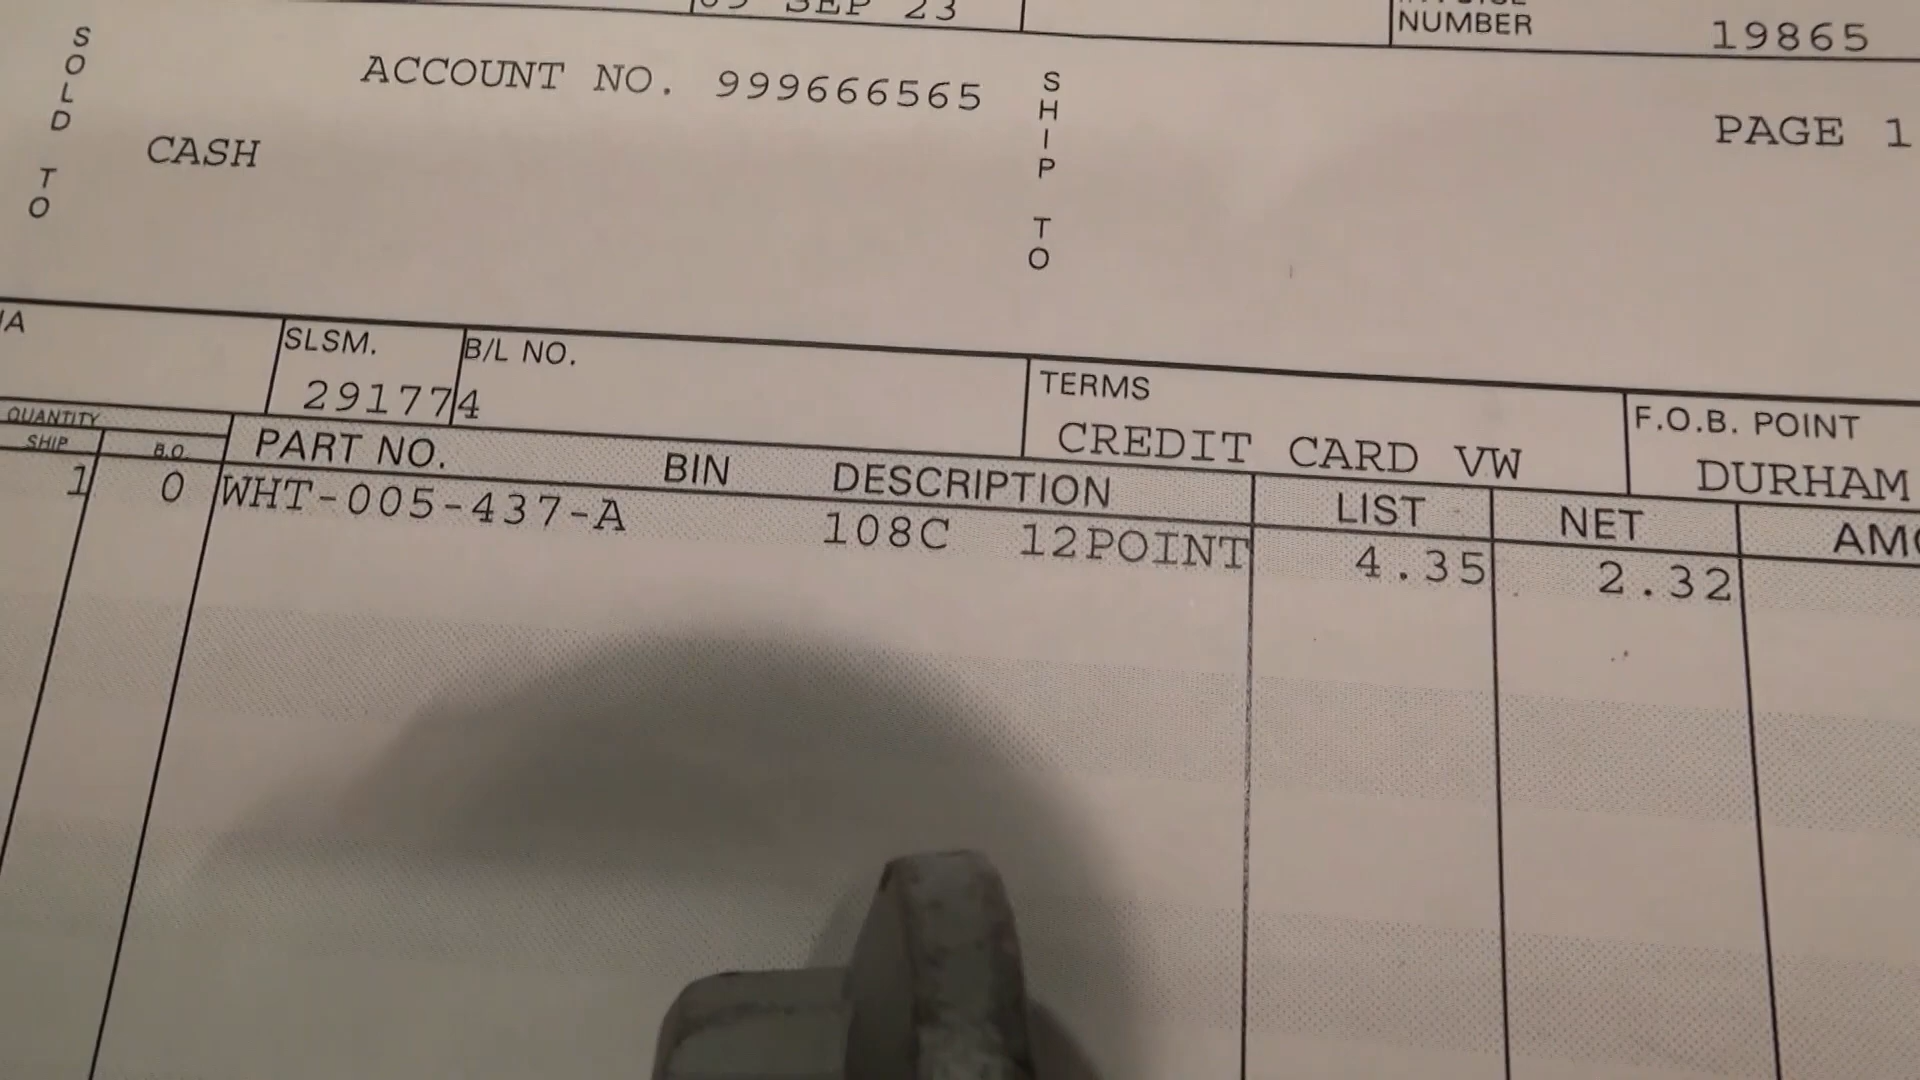 SEP 23
NUMBER 19865
SOLD TO
ACCOUNT NO. 999666565
SHIP TO
PAGE 1
CASH
SLSM.
291774
B/L NO.
TERMS
CREDIT CARD VW
F.O.B. POINT
DURHAM
QUANTITY
SHIP B.O. PART NO. BIN DESCRIPTION LIST NET
1 0 WHT-005-437-A 108C 12POINT 4.35 2.32